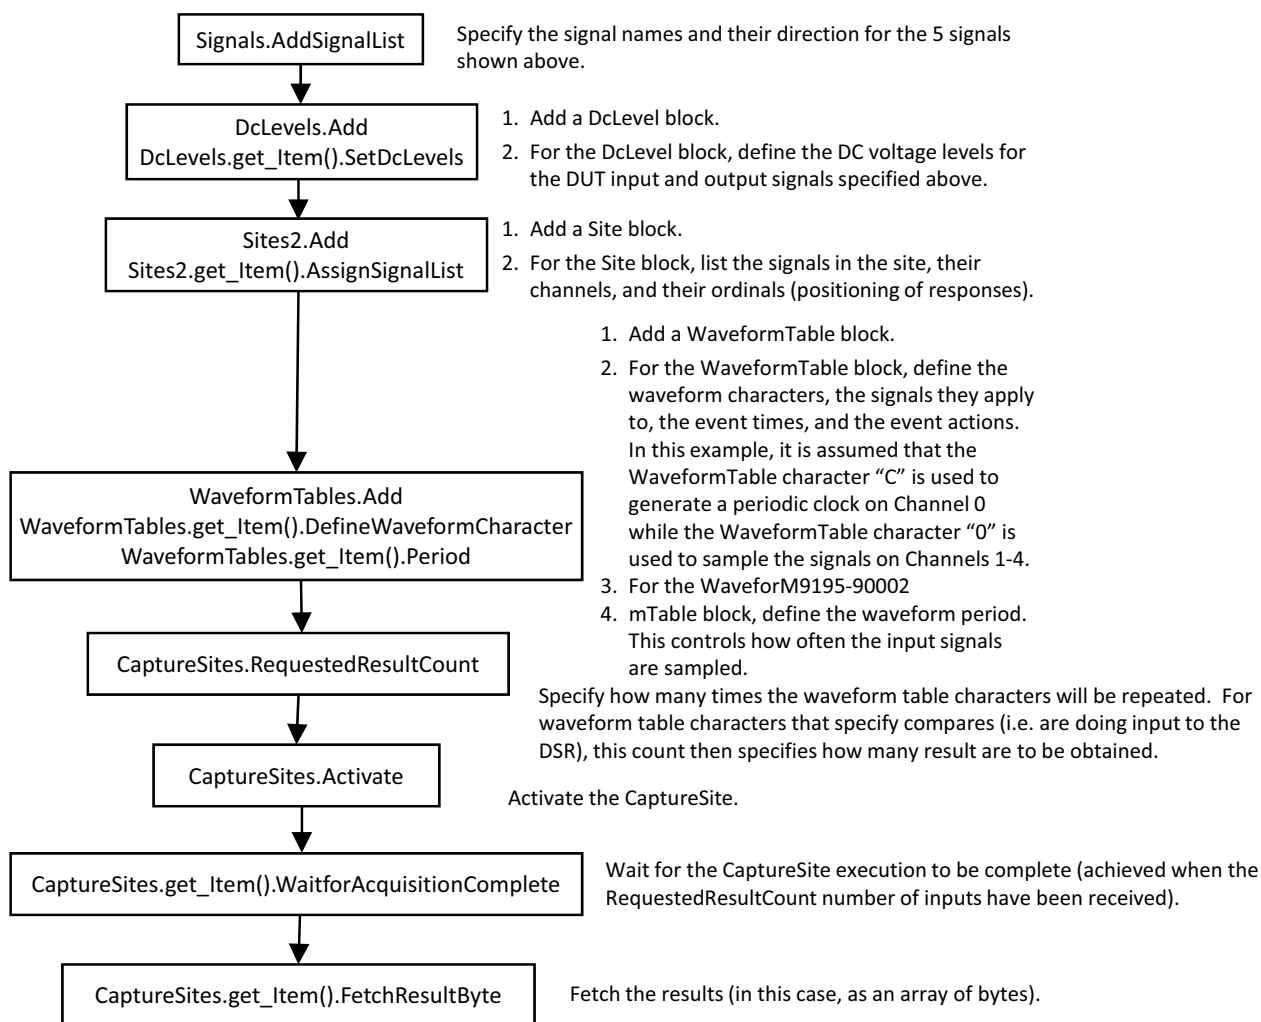 Signals.AddSignalList
Specify the signal names and their direction for the 5 signals
shown above.
DcLevels.Add
DcLevels.get_Item().SetDcLevels
1. Add a DcLevel block.
2. For the DcLevel block, define the DC voltage levels for
the DUT input and output signals specified above.
Sites2.Add
Sites2.get_Item().AssignSignalList
1. Add a Site block.
2. For the Site block, list the signals in the site, their
channels, and their ordinals (positioning of responses).
WaveformTables.Add
WaveformTables.get_Item().DefineWaveformCharacter
WaveformTables.get_Item().Period
1. Add a WaveformTable block.
2. For the WaveformTable block, define the
waveform characters, the signals they apply
to, the event times, and the event actions.
In this example, it is assumed that the
WaveformTable character “C” is used to
generate a periodic clock on Channel 0
while the WaveformTable character “0” is
used to sample the signals on Channels 1-4.
3. For the WaveforM9195-90002
4. mTable block, define the waveform period.
This controls how often the input signals
are sampled.
CaptureSites.RequestedResultCount
Specify how many times the waveform table characters will be repeated. For
waveform table characters that specify compares (i.e. are doing input to the
DSR), this count then specifies how many result are to be obtained.
CaptureSites.Activate
Activate the CaptureSite.
CaptureSites.get_Item().WaitforAcquisitionComplete
Wait for the CaptureSite execution to be complete (achieved when the
RequestedResultCount number of inputs have been received).
CaptureSites.get_Item().FetchResultByte
Fetch the results (in this case, as an array of bytes).